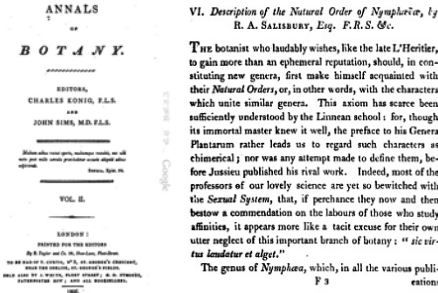 ANNALS
OF
BOTANY.
EDITORS,
CHARLES KONIG, F.L.S.
AND
JOHN SIMS, M.D. F.L.S.
VOL. II.
LONDON:
PRINTED FOR THE EDITORS
Google
VI. Description of the Natural Order of Nymphæeæ, by
R. A. SALISBURY, Esq. F.R.S. &c.
THE botanist who laudably wishes, like the late L'Heritier,
to gain more than an ephemeral reputation, should, in con-
stituting new genera, first make himself acquainted with
their Natural Orders, or, in other words, with the characters
which unite similar genera. This axiom has scarce been
sufficiently understood by the Linnean school: for, though
its immortal master knew it well, the preface to his Genera
Plantarum rather leads us to regard such characters as
chimerical; nor was any attempt made to define them, be-
fore Jussieu published his rival work. Indeed, most of the
professors of our lovely science are yet so bewitched with
the Sexual System, that, if perchance they now and then
bestow a commendation on the labours of those who study
affinities, it appears like a tacit excuse for their own
utter neglect of this important branch of botany: "sic vir-
tus laudatur et alget."
The genus of Nymphæa, which, in all the various publi-
F 3
cations